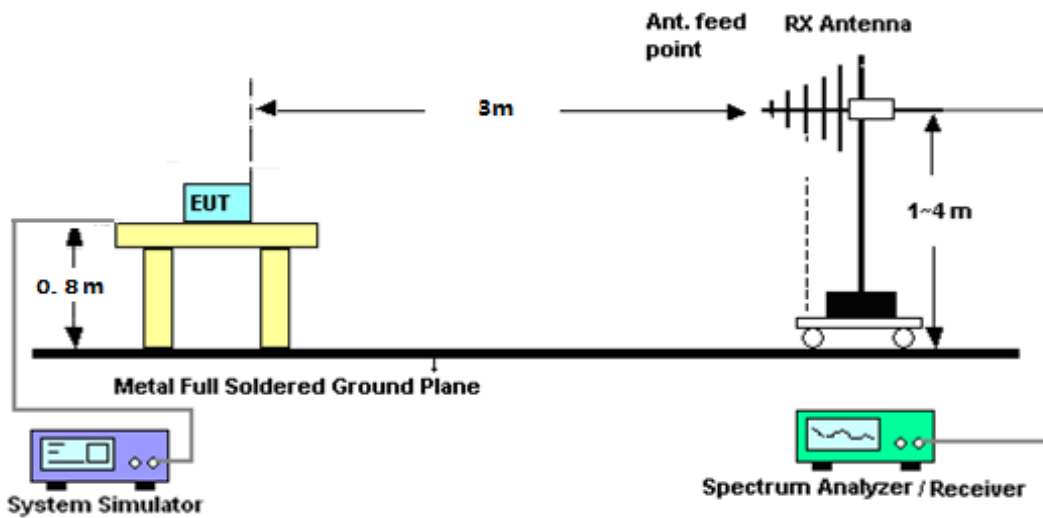 Ant. feed
point
RX Antenna
3m
EUT
1~4 m
0. 8 m
Metal Full Soldered Ground Plane
System Simulator
Spectrum Analyzer / Receiver